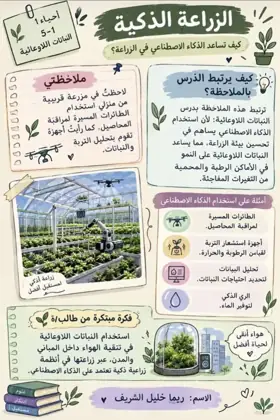 أحياء 1
1-5
النباتات اللاوعائية
الزراعة الذكية
كيف تساعد الذكاء الاصطناعي في الزراعة؟
كيف يرتبط الدرس
بالملاحظة؟
ترتبط هذه الملاحظة بدرس
النباتات اللاوعائية؛ لأن استخدام
الذكاء الاصطناعي يساهم في
تحسين بيئة الزراعة، مما يساعد
النباتات اللاوعائية على النمو
في الأماكن الرطبة والمحمية
من التغيرات المفاجئة.
ملاحظتي
لاحظتُ في مزرعة قريبة
من منزلي استخدام
الطائرات المسيرة لمراقبة
المحاصيل. كما رأيتُ أجهزة
تقوم بتحليل التربة
والنباتات.
أمثلة على استخدام الذكاء الاصطناعي
الطائرات المسيرة
لمراقبة المحاصيل.
أجهزة استشعار التربة
لقياس الرطوبة والحرارة.
تحليل البيانات
لتحديد احتياجات النباتات.
الري الذكي
لتوفير الماء.
زراعة أذكى
لمستقبل أفضل
فكرة مبتكرة من طالب/ة
استخدام النباتات اللاوعائية
في تنقية الهواء داخل المباني
والمدن، عبر زراعتها في أنظمة
زراعية ذكية تعتمد على الذكاء الاصطناعي.
هواء أنقى
لحياة أفضل
الاسم: ريما خليل الشريف